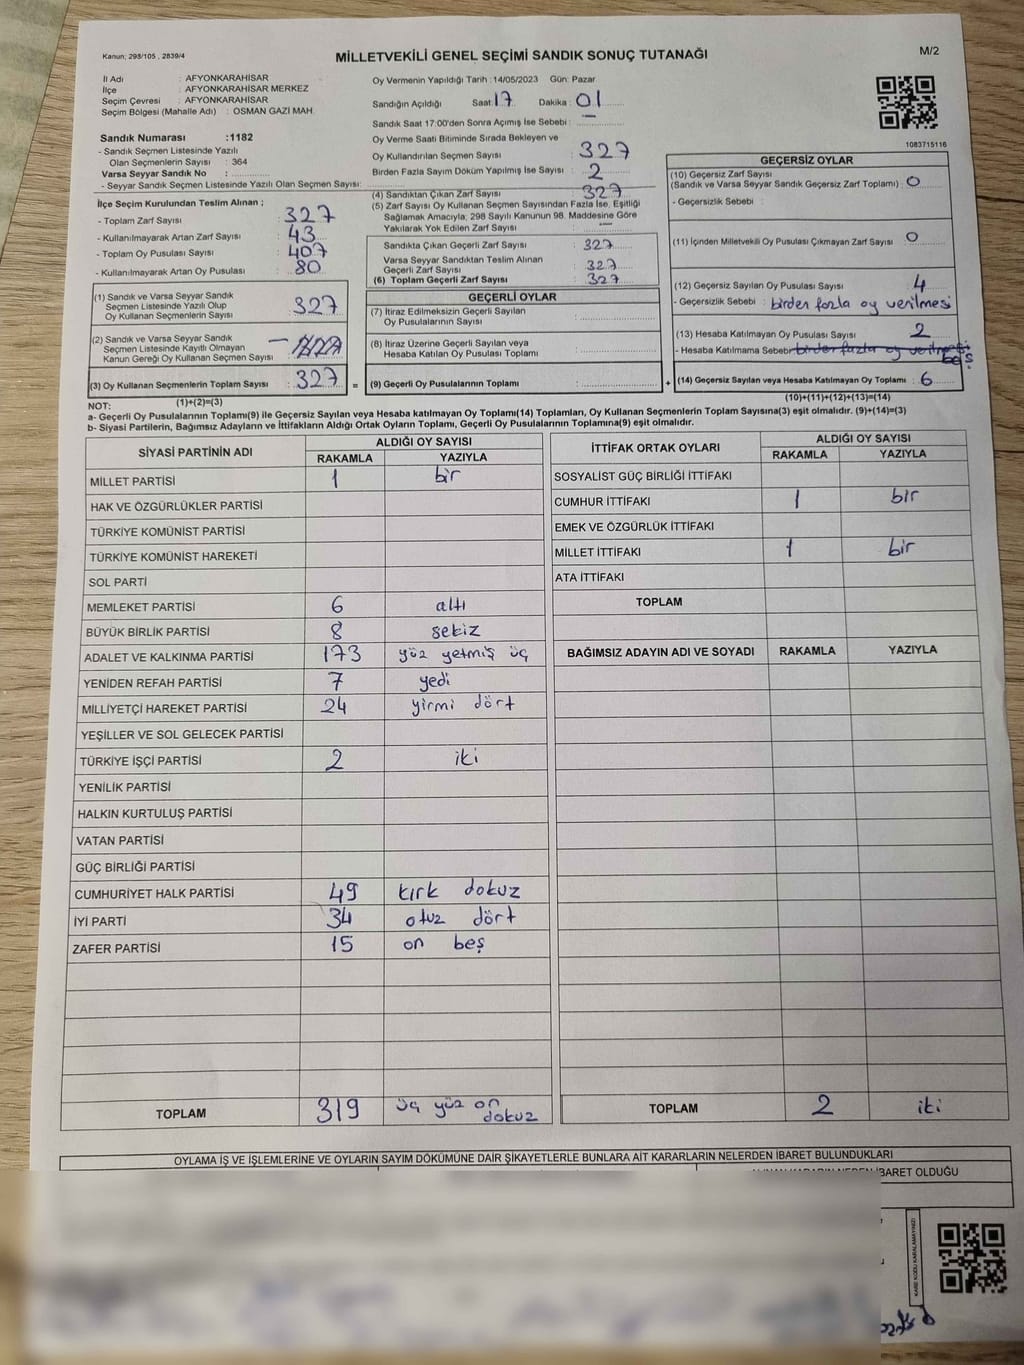 Kanun: 298/105 , 2839/4
MİLLETVEKİLİ GENEL SEÇİMİ SANDIK SONUÇ TUTANAĞI
M/2
İl Adı : AFYONKARAHİSAR
İlçe : AFYONKARAHİSAR MERKEZ
Seçim Çevresi : AFYONKARAHİSAR
Seçim Bölgesi (Mahalle Adı) : OSMAN GAZİ MAH.
Sandık Numarası :1182
- Sandık Seçmen Listesinde Yazılı
Olan Seçmenlerin Sayısı : 364
Varsa Seyyar Sandık No :
- Seyyar Sandık Seçmen Listesinde Yazılı Olan Seçmen Sayısı:
Oy Vermenin Yapıldığı Tarih :14/05/2023 Gün: Pazar
Sandığın Açıldığı Saat:17 Dakika: 01
Sandık Saat 17:00'den Sonra Açımış İse Sebebi : —
Oy Verme Saati Bitiminde Sırada Bekleyen ve
Oy Kullandırılan Seçmen Sayısı : 327
Birden Fazla Sayım Döküm Yapılmış İse Sayısı : 2
1083715116
İlçe Seçim Kurulundan Teslim Alınan ;
- Toplam Zarf Sayısı : 327
- Kullanılmayarak Artan Zarf Sayısı : 43
- Toplam Oy Pusulası Sayısı : 407
- Kullanılmayarak Artan Oy Pusulası : 80
(4) Sandıktan Çıkan Zarf Sayısı : 327
(5) Zarf Sayısı Oy Kullanan Seçmen Sayısından Fazla İse, Eşitliği
Sağlamak Amacıyla; 298 Sayılı Kanunun 98. Maddesine Göre
Yakılarak Yok Edilen Zarf Sayısı : —
Sandıkta Çıkan Geçerli Zarf Sayısı : 327
Varsa Seyyar Sandıktan Teslim Alınan
Geçerli Zarf Sayısı : 327
(6) Toplam Geçerli Zarf Sayısı : 327
GEÇERSİZ OYLAR
(10) Geçersiz Zarf Sayısı
(Sandık ve Varsa Seyyar Sandık Geçersiz Zarf Toplamı) : 0
- Geçersizlik Sebebi :
(11) İçinden Milletvekili Oy Pusulası Çıkmayan Zarf Sayısı : 0
(12) Geçersiz Sayılan Oy Pusulası Sayısı : 4
- Geçersizlik Sebebi : birden fazla oy verilmesi
(13) Hesaba Katılmayan Oy Pusulası Sayısı : 2
- Hesaba Katılmama Sebebi birden fazla oy verilmesi
boş
(14) Geçersiz Sayılan veya Hesaba Katılmayan Oy Toplamı : 6
(10)+(11)+(12)+(13)=(14)
(1) Sandık ve Varsa Seyyar Sandık
Seçmen Listesinde Yazılı Olup
Oy Kullanan Seçmenlerin Sayısı : 327
(2) Sandık ve Varsa Seyyar Sandık
Seçmen Listesinde Kayıtlı Olmayan
Kanun Gereği Oy Kullanan Seçmen Sayısı : —
(3) Oy Kullanan Seçmenlerin Toplam Sayısı : 327 =
(1)+(2)=(3)
GEÇERLİ OYLAR
(7) İtiraz Edilmeksizin Geçerli Sayılan
Oy Pusulalarının Sayısı :
(8) İtiraz Üzerine Geçerli Sayılan veya
Hesaba Katılan Oy Pusulası Toplamı :
(9) Geçerli Oy Pusulalarının Toplamı : +
NOT:
a- Geçerli Oy Pusulalarının Toplamı(9) ile Geçersiz Sayılan veya Hesaba katılmayan Oy Toplamı(14) Toplamları, Oy Kullanan Seçmenlerin Toplam Sayısına(3) eşit olmalıdır. (9)+(14)=(3)
b- Siyasi Partilerin, Bağımsız Adayların ve İttifakların Aldığı Ortak Oyların Toplamı, Geçerli Oy Pusulalarının Toplamına(9) eşit olmalıdır.
SİYASİ PARTİNİN ADI ALDIĞI OY SAYISI
RAKAMLA YAZIYLA
MİLLET PARTİSİ 1 bir
HAK VE ÖZGÜRLÜKLER PARTİSİ
TÜRKİYE KOMÜNİST PARTİSİ
TÜRKİYE KOMÜNİST HAREKETİ
SOL PARTİ
MEMLEKET PARTİSİ 6 altı
BÜYÜK BİRLİK PARTİSİ 8 sekiz
ADALET VE KALKINMA PARTİSİ 173 yüz yetmiş üç
YENİDEN REFAH PARTİSİ 7 yedi
MİLLİYETÇİ HAREKET PARTİSİ 24 yirmi dört
YEŞİLLER VE SOL GELECEK PARTİSİ
TÜRKİYE İŞÇİ PARTİSİ 2 iki
YENİLİK PARTİSİ
HALKIN KURTULUŞ PARTİSİ
VATAN PARTİSİ
GÜÇ BİRLİĞİ PARTİSİ
CUMHURİYET HALK PARTİSİ 49 kırk dokuz
İYİ PARTİ 34 otuz dört
ZAFER PARTİSİ 15 on beş
TOPLAM 319 üç yüz on
dokuz
İTTİFAK ORTAK OYLARI ALDIĞI OY SAYISI
RAKAMLA YAZIYLA
SOSYALİST GÜÇ BİRLİĞİ İTTİFAKI
CUMHUR İTTİFAKI 1 bir
EMEK VE ÖZGÜRLÜK İTTİFAKI
MİLLET İTTİFAKI 1 bir
ATA İTTİFAKI
TOPLAM
BAĞIMSIZ ADAYIN ADI VE SOYADI RAKAMLA YAZIYLA
TOPLAM 2 iki
OYLAMA İŞ VE İŞLEMLERİNE VE OYLARIN SAYIM DÖKÜMÜNE DAİR ŞİKAYETLERLE BUNLARA AİT KARARLARIN NELERDEN İBARET BULUNDUKLARI
İBARET OLDUĞU
KARE KODU KARALAMAYINIZ!